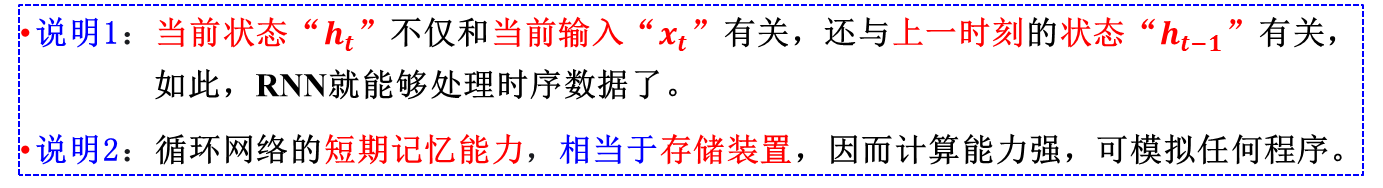 •说明1：当前状态“h_t”不仅和当前输入“x_t”有关，还与上一时刻的状态“h_{t-1}”有关，
如此，RNN就能够处理时序数据了。
•说明2：循环网络的短期记忆能力，相当于存储装置，因而计算能力强，可模拟任何程序。